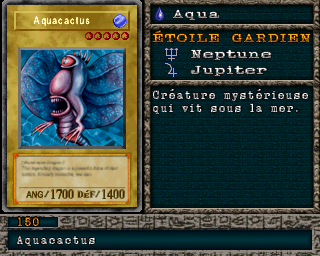 Aquacactus
ANG/1700 DéF/1400
Aqua
ÉTOILE GARDIEN
Neptune
Jupiter
Créature mystérieuse
qui vit sous la mer.
150
Aquacactus